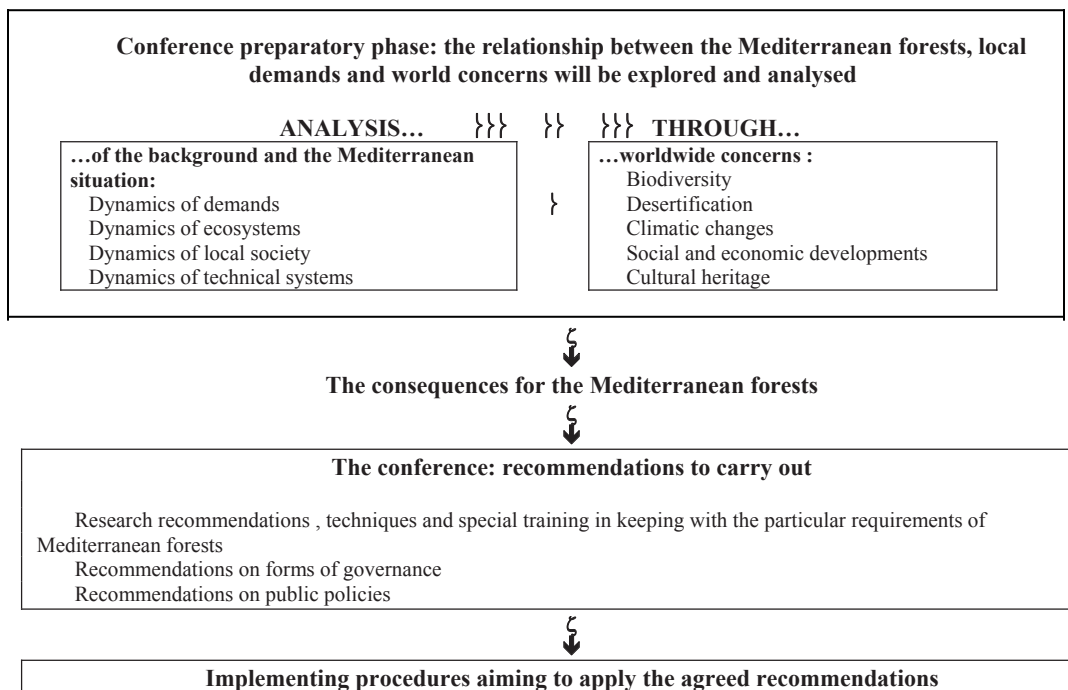 Conference preparatory phase: the relationship between the Mediterranean forests, local
demands and world concerns will be explored and analysed
ANALYSIS… THROUGH…
…of the background and the Mediterranean
situation:
Dynamics of demands
Dynamics of ecosystems
Dynamics of local society
Dynamics of technical systems
…worldwide concerns :
Biodiversity
Desertification
Climatic changes
Social and economic developments
Cultural heritage
The consequences for the Mediterranean forests
The conference: recommendations to carry out
Research recommendations , techniques and special training in keeping with the particular requirements of
Mediterranean forests
Recommendations on forms of governance
Recommendations on public policies
Implementing procedures aiming to apply the agreed recommendations